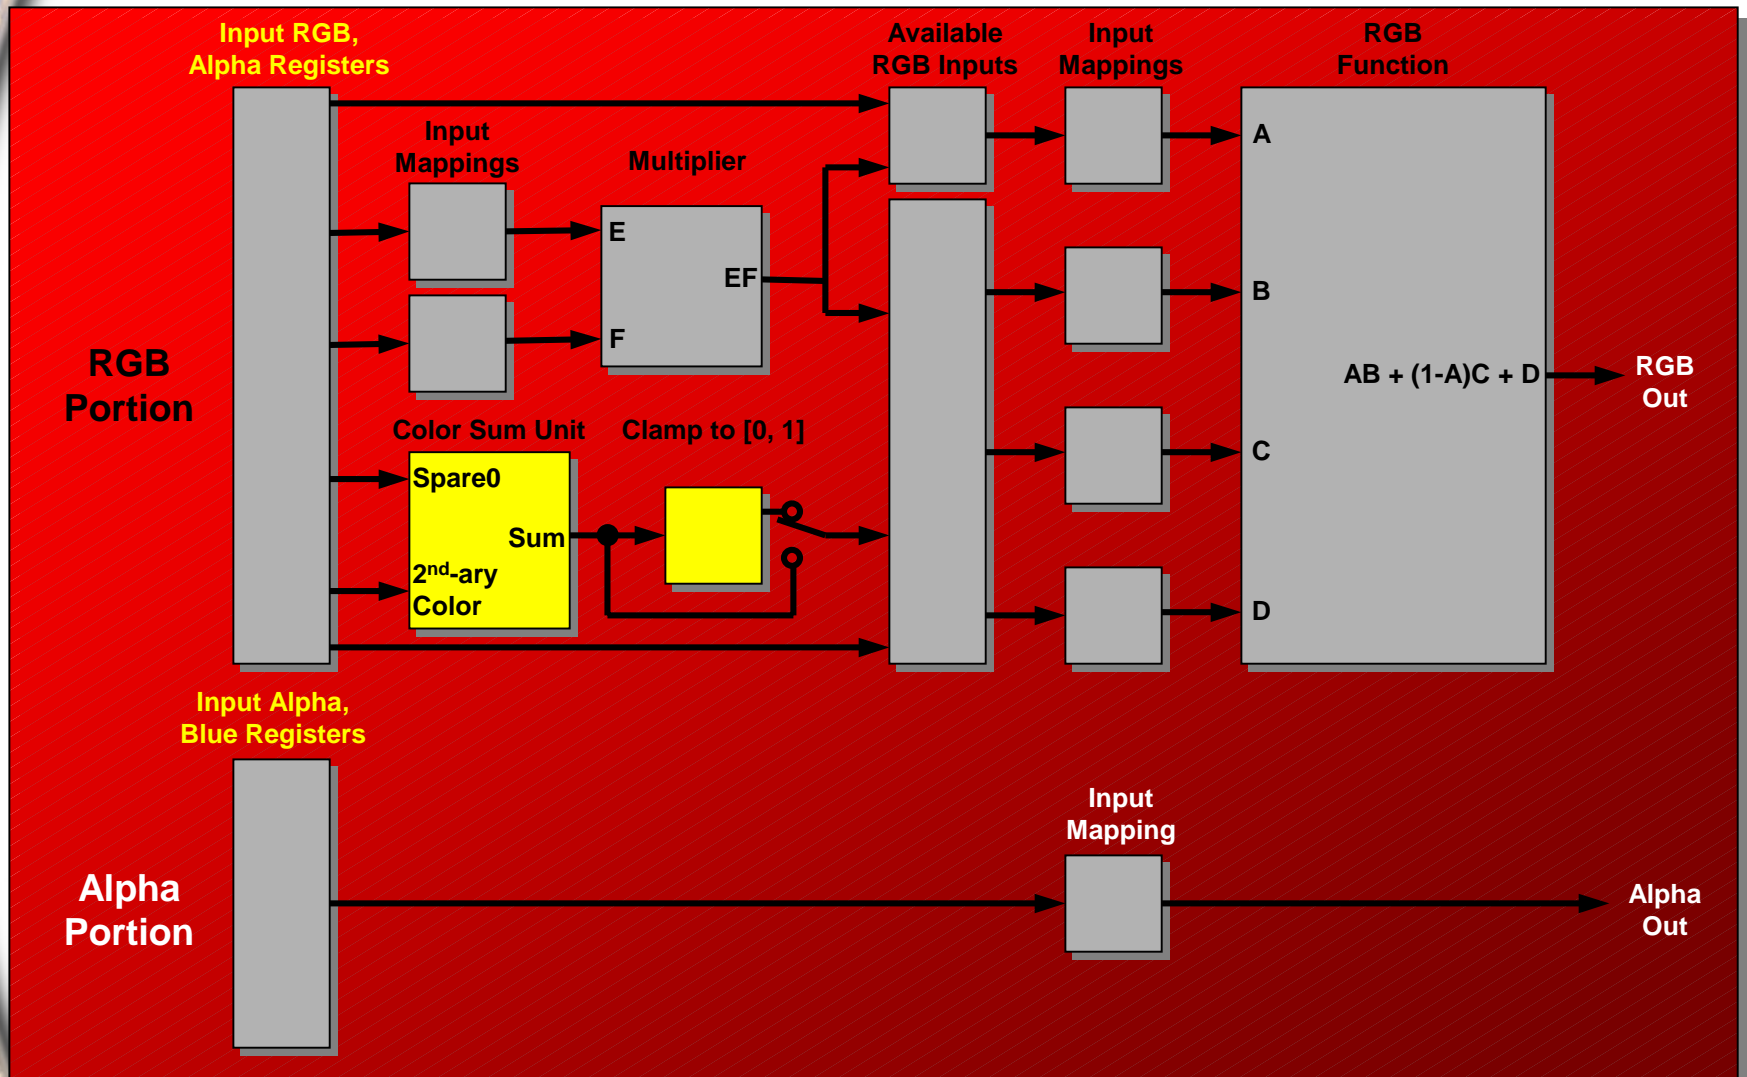 Input RGB,
Alpha Registers
Available
RGB Inputs
Input
Mappings
RGB
Function
Input
Mappings
Multiplier
A
E
EF
F
B
RGB
Portion
AB + (1-A)C + D
RGB
Out
Color Sum Unit
Clamp to [0, 1]
Spare0
Sum
2nd-ary
Color
C
D
Input Alpha,
Blue Registers
Input
Mapping
Alpha
Portion
Alpha
Out